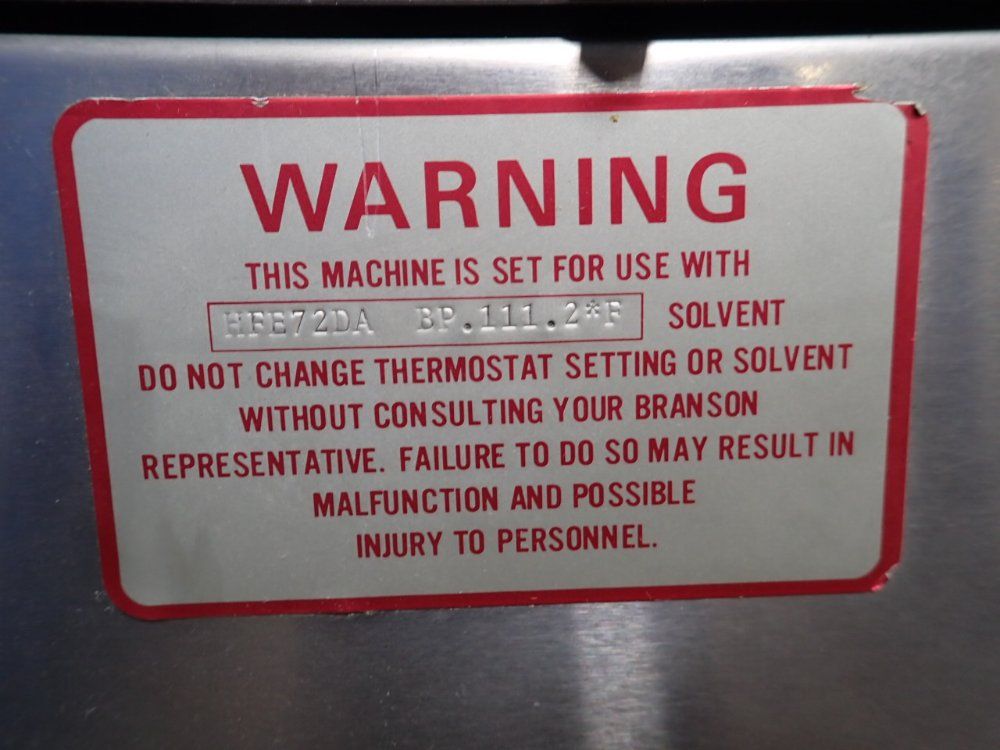 WARNING
THIS MACHINE IS SET FOR USE WITH
HFE72DA BP.111.2*F SOLVENT
DO NOT CHANGE THERMOSTAT SETTING OR SOLVENT
WITHOUT CONSULTING YOUR BRANSON
REPRESENTATIVE. FAILURE TO DO SO MAY RESULT IN
MALFUNCTION AND POSSIBLE
INJURY TO PERSONNEL.